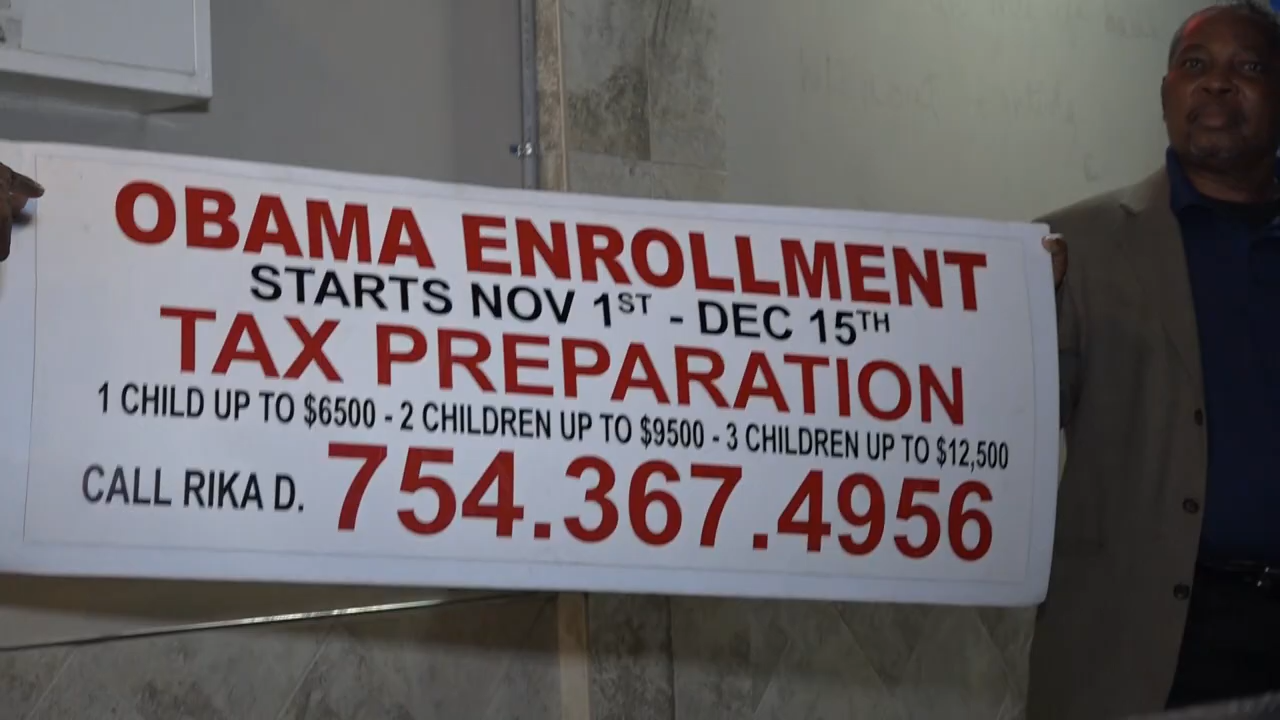 OBAMA ENROLLMENT
STARTS NOV 1ST - DEC 15TH
TAX PREPARATION
1 CHILD UP TO $6500 - 2 CHILDREN UP TO $9500 - 3 CHILDREN UP TO $12,500
CALL RIKA D. 754.367.4956